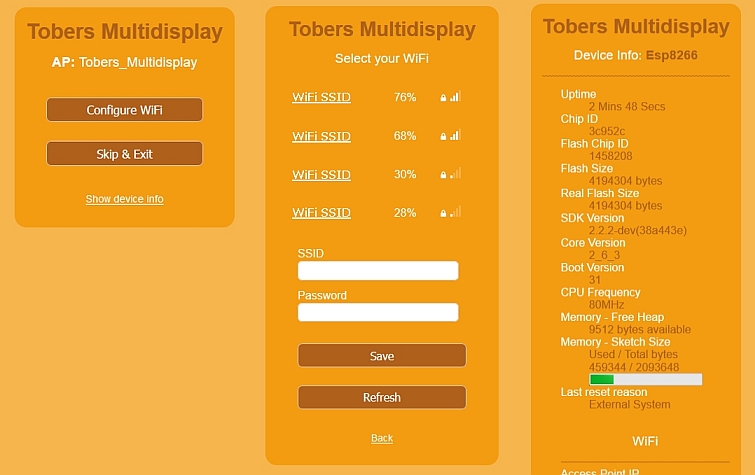 Tobers Multidisplay
AP: Tobers_Multidisplay
Configure WiFi
Skip & Exit
Show device info
Tobers Multidisplay
Select your WiFi
WiFi SSID 76%
WiFi SSID 68%
WiFi SSID 30%
WiFi SSID 28%
SSID
Password
Save
Refresh
Back
Tobers Multidisplay
Device Info: Esp8266
Uptime
2 Mins 48 Secs
Chip ID
3c952c
Flash Chip ID
1458208
Flash Size
4194304 bytes
Real Flash Size
4194304 bytes
SDK Version
2.2.2-dev(38a443e)
Core Version
2_6_3
Boot Version
31
CPU Frequency
80MHz
Memory - Free Heap
9512 bytes available
Memory - Sketch Size
Used / Total bytes
459344 / 2093648
Last reset reason
External System
WiFi
Access Point IP